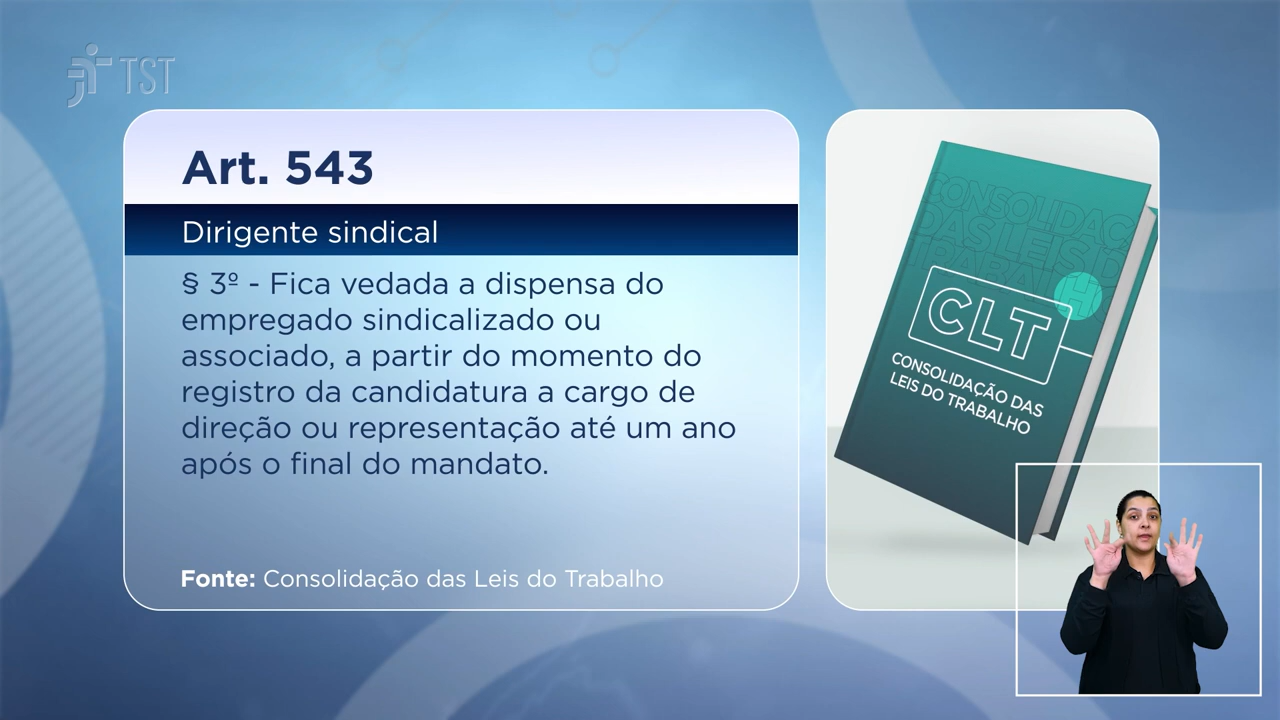 TST
Art. 543
Dirigente sindical
§ 3º - Fica vedada a dispensa do
empregado sindicalizado ou
associado, a partir do momento do
registro da candidatura a cargo de
direção ou representação até um ano
após o final do mandato.
Fonte: Consolidação das Leis do Trabalho
CLT
CONSOLIDAÇÃO DAS
LEIS DO TRABALHO